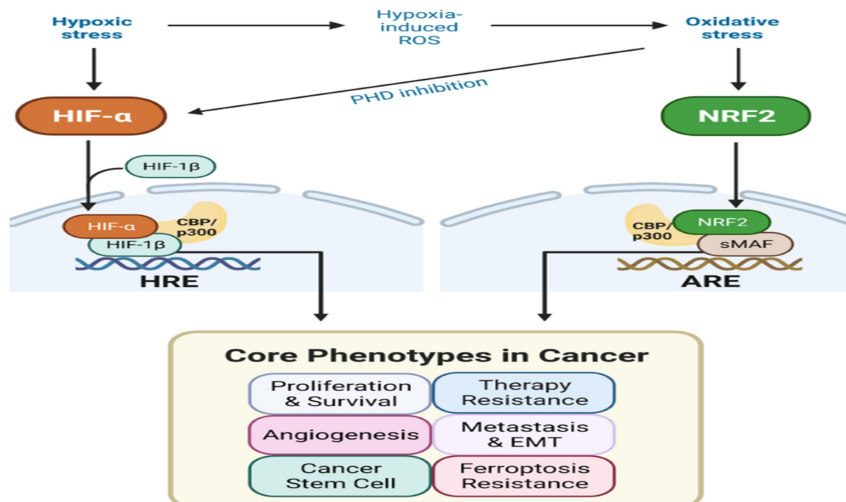 Hypoxic
stress
Hypoxia-
induced
ROS
Oxidative
stress
PHD inhibition
HIF-α
NRF2
HIF-1β
HIF-α
CBP/
p300
HIF-1β
HRE
NRF2
CBP/
sMAF
ARE
Core Phenotypes in Cancer
Proliferation
& Survival
Therapy
Resistance
Angiogenesis
Metastasis
& EMT
Cancer
Stem Cell
Ferroptosis
Resistance